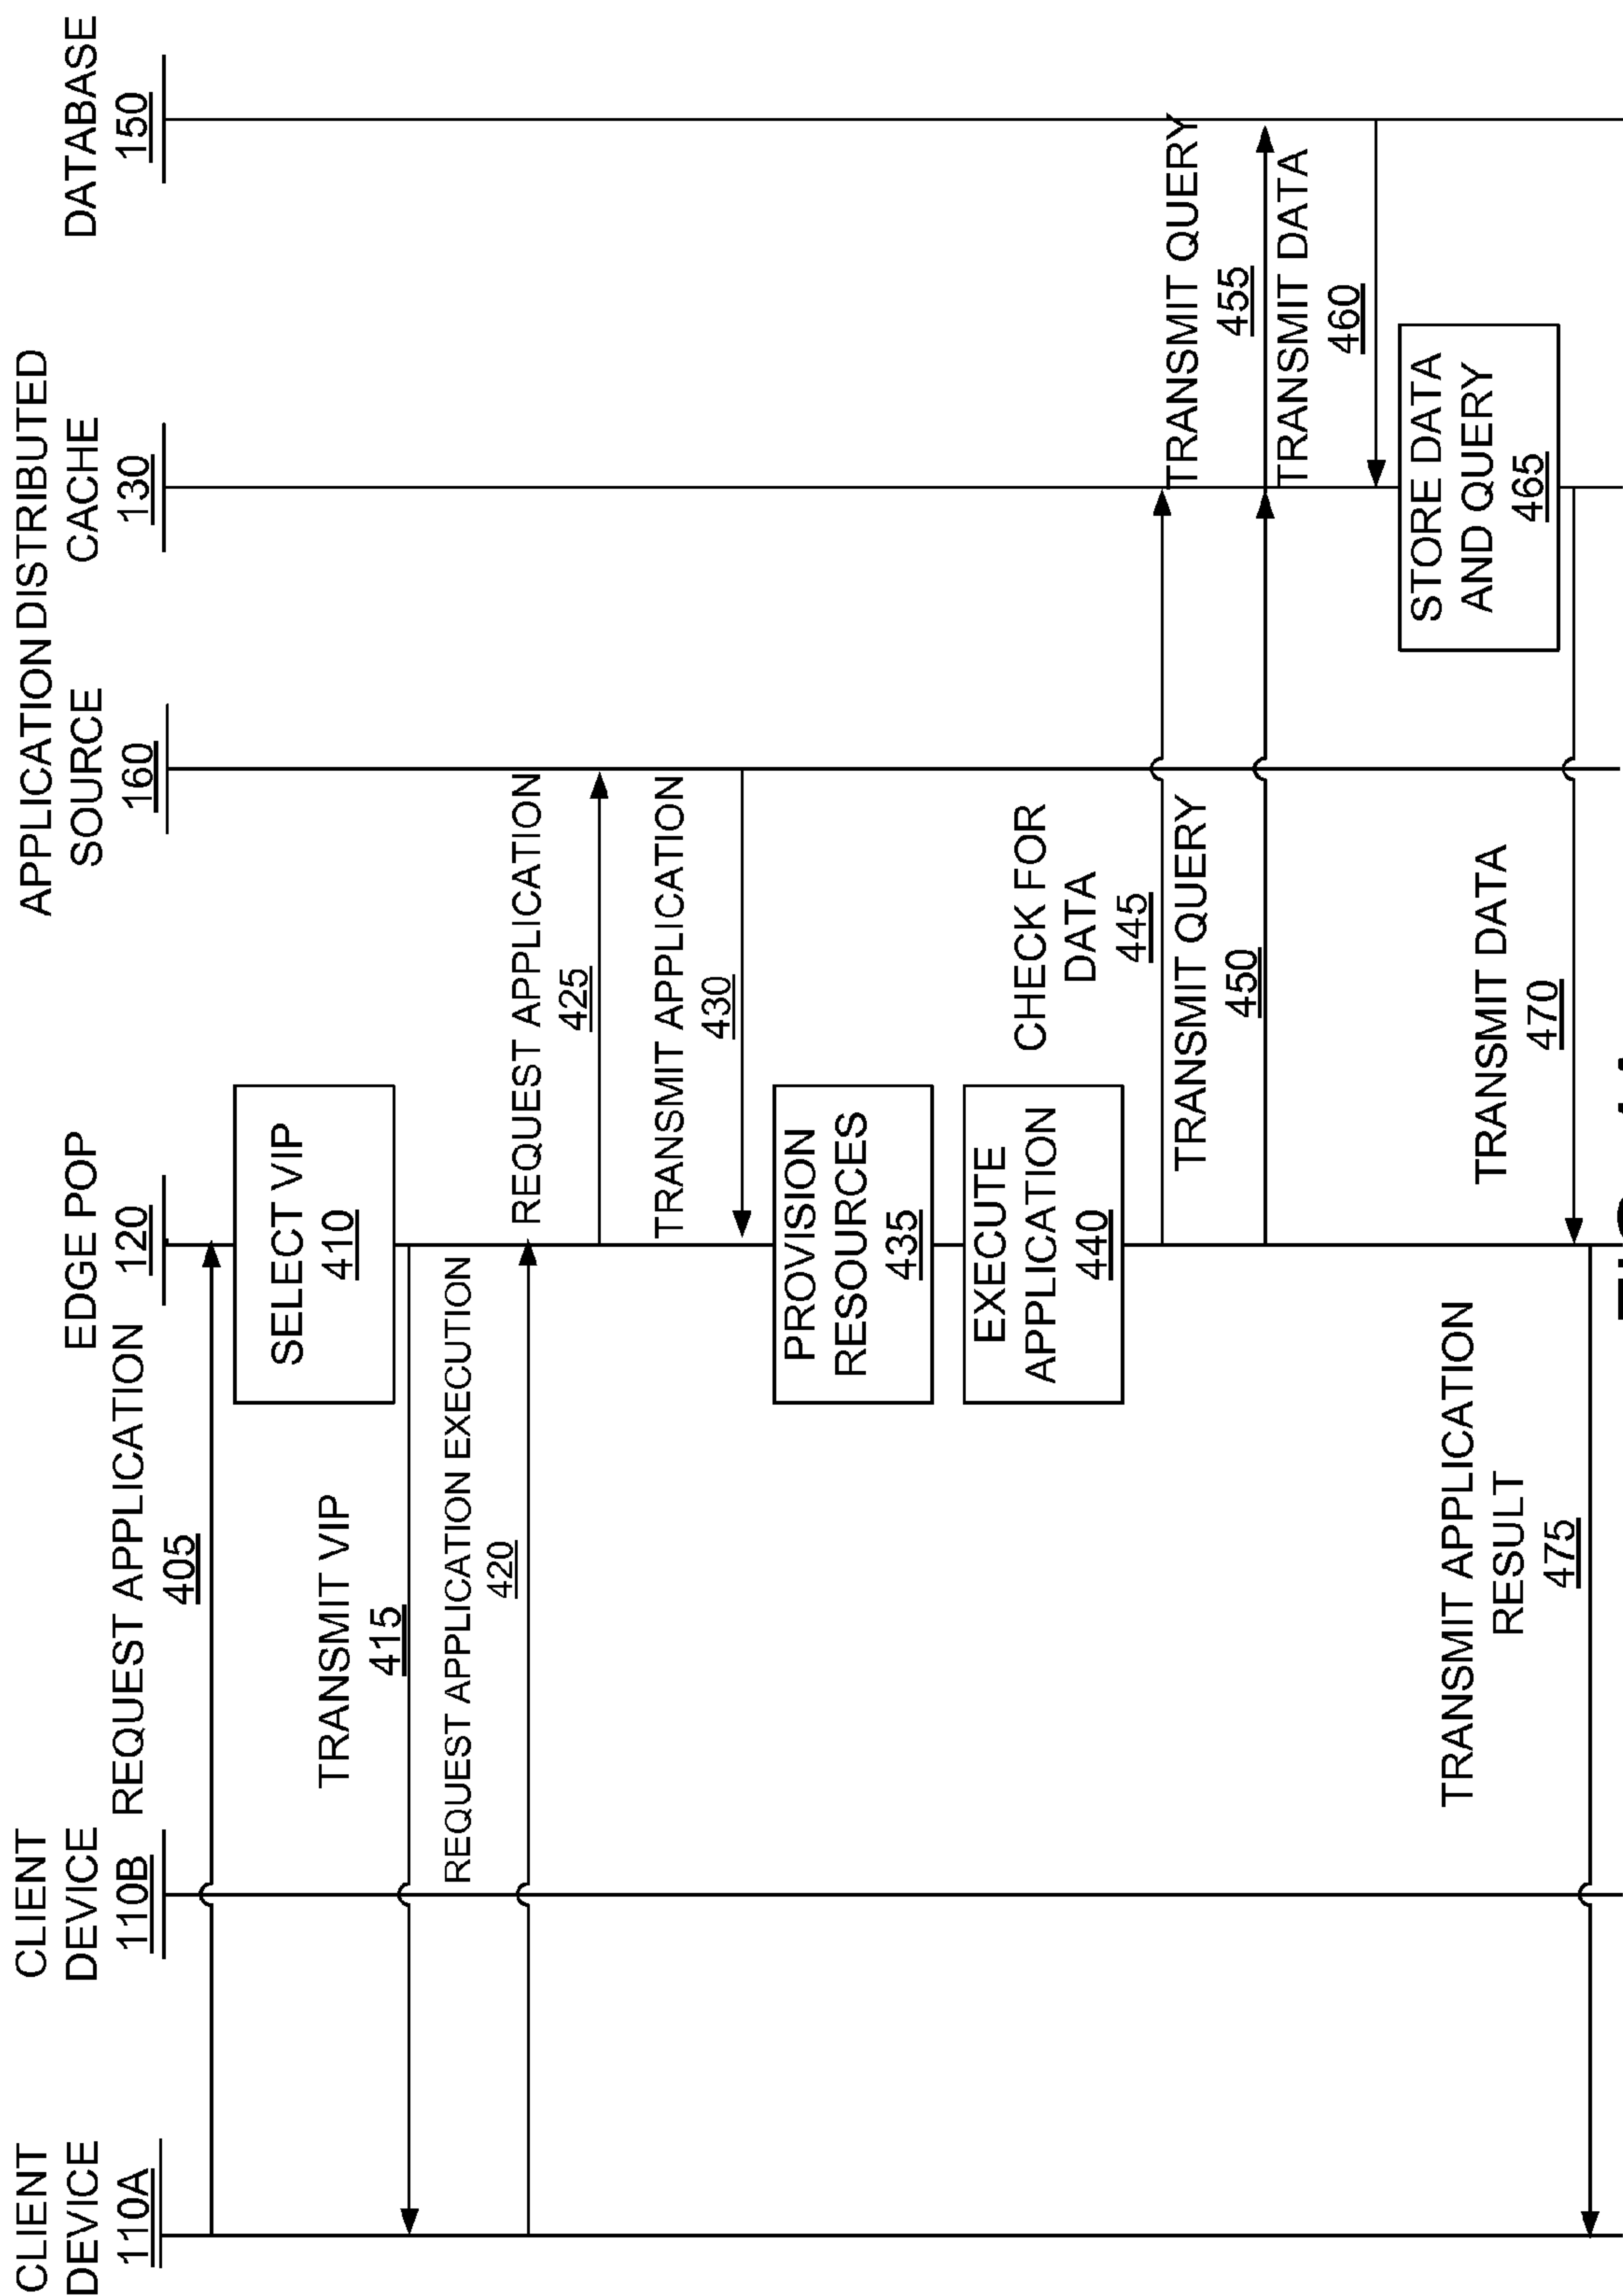 CLIENT
DEVICE
110A
CLIENT
DEVICE
110B
EDGE POP
120
APPLICATION
SOURCE
160
DISTRIBUTED
CACHE
130
DATABASE
150
REQUEST APPLICATION
405
SELECT VIP
410
TRANSMIT VIP
415
REQUEST APPLICATION EXECUTION
420
REQUEST APPLICATION
425
TRANSMIT APPLICATION
430
PROVISION
RESOURCES
435
EXECUTE
APPLICATION
440
CHECK FOR
DATA
445
TRANSMIT QUERY
450
TRANSMIT QUERY
455
TRANSMIT DATA
460
STORE DATA
AND QUERY
465
TRANSMIT DATA
470
TRANSMIT APPLICATION
RESULT
475